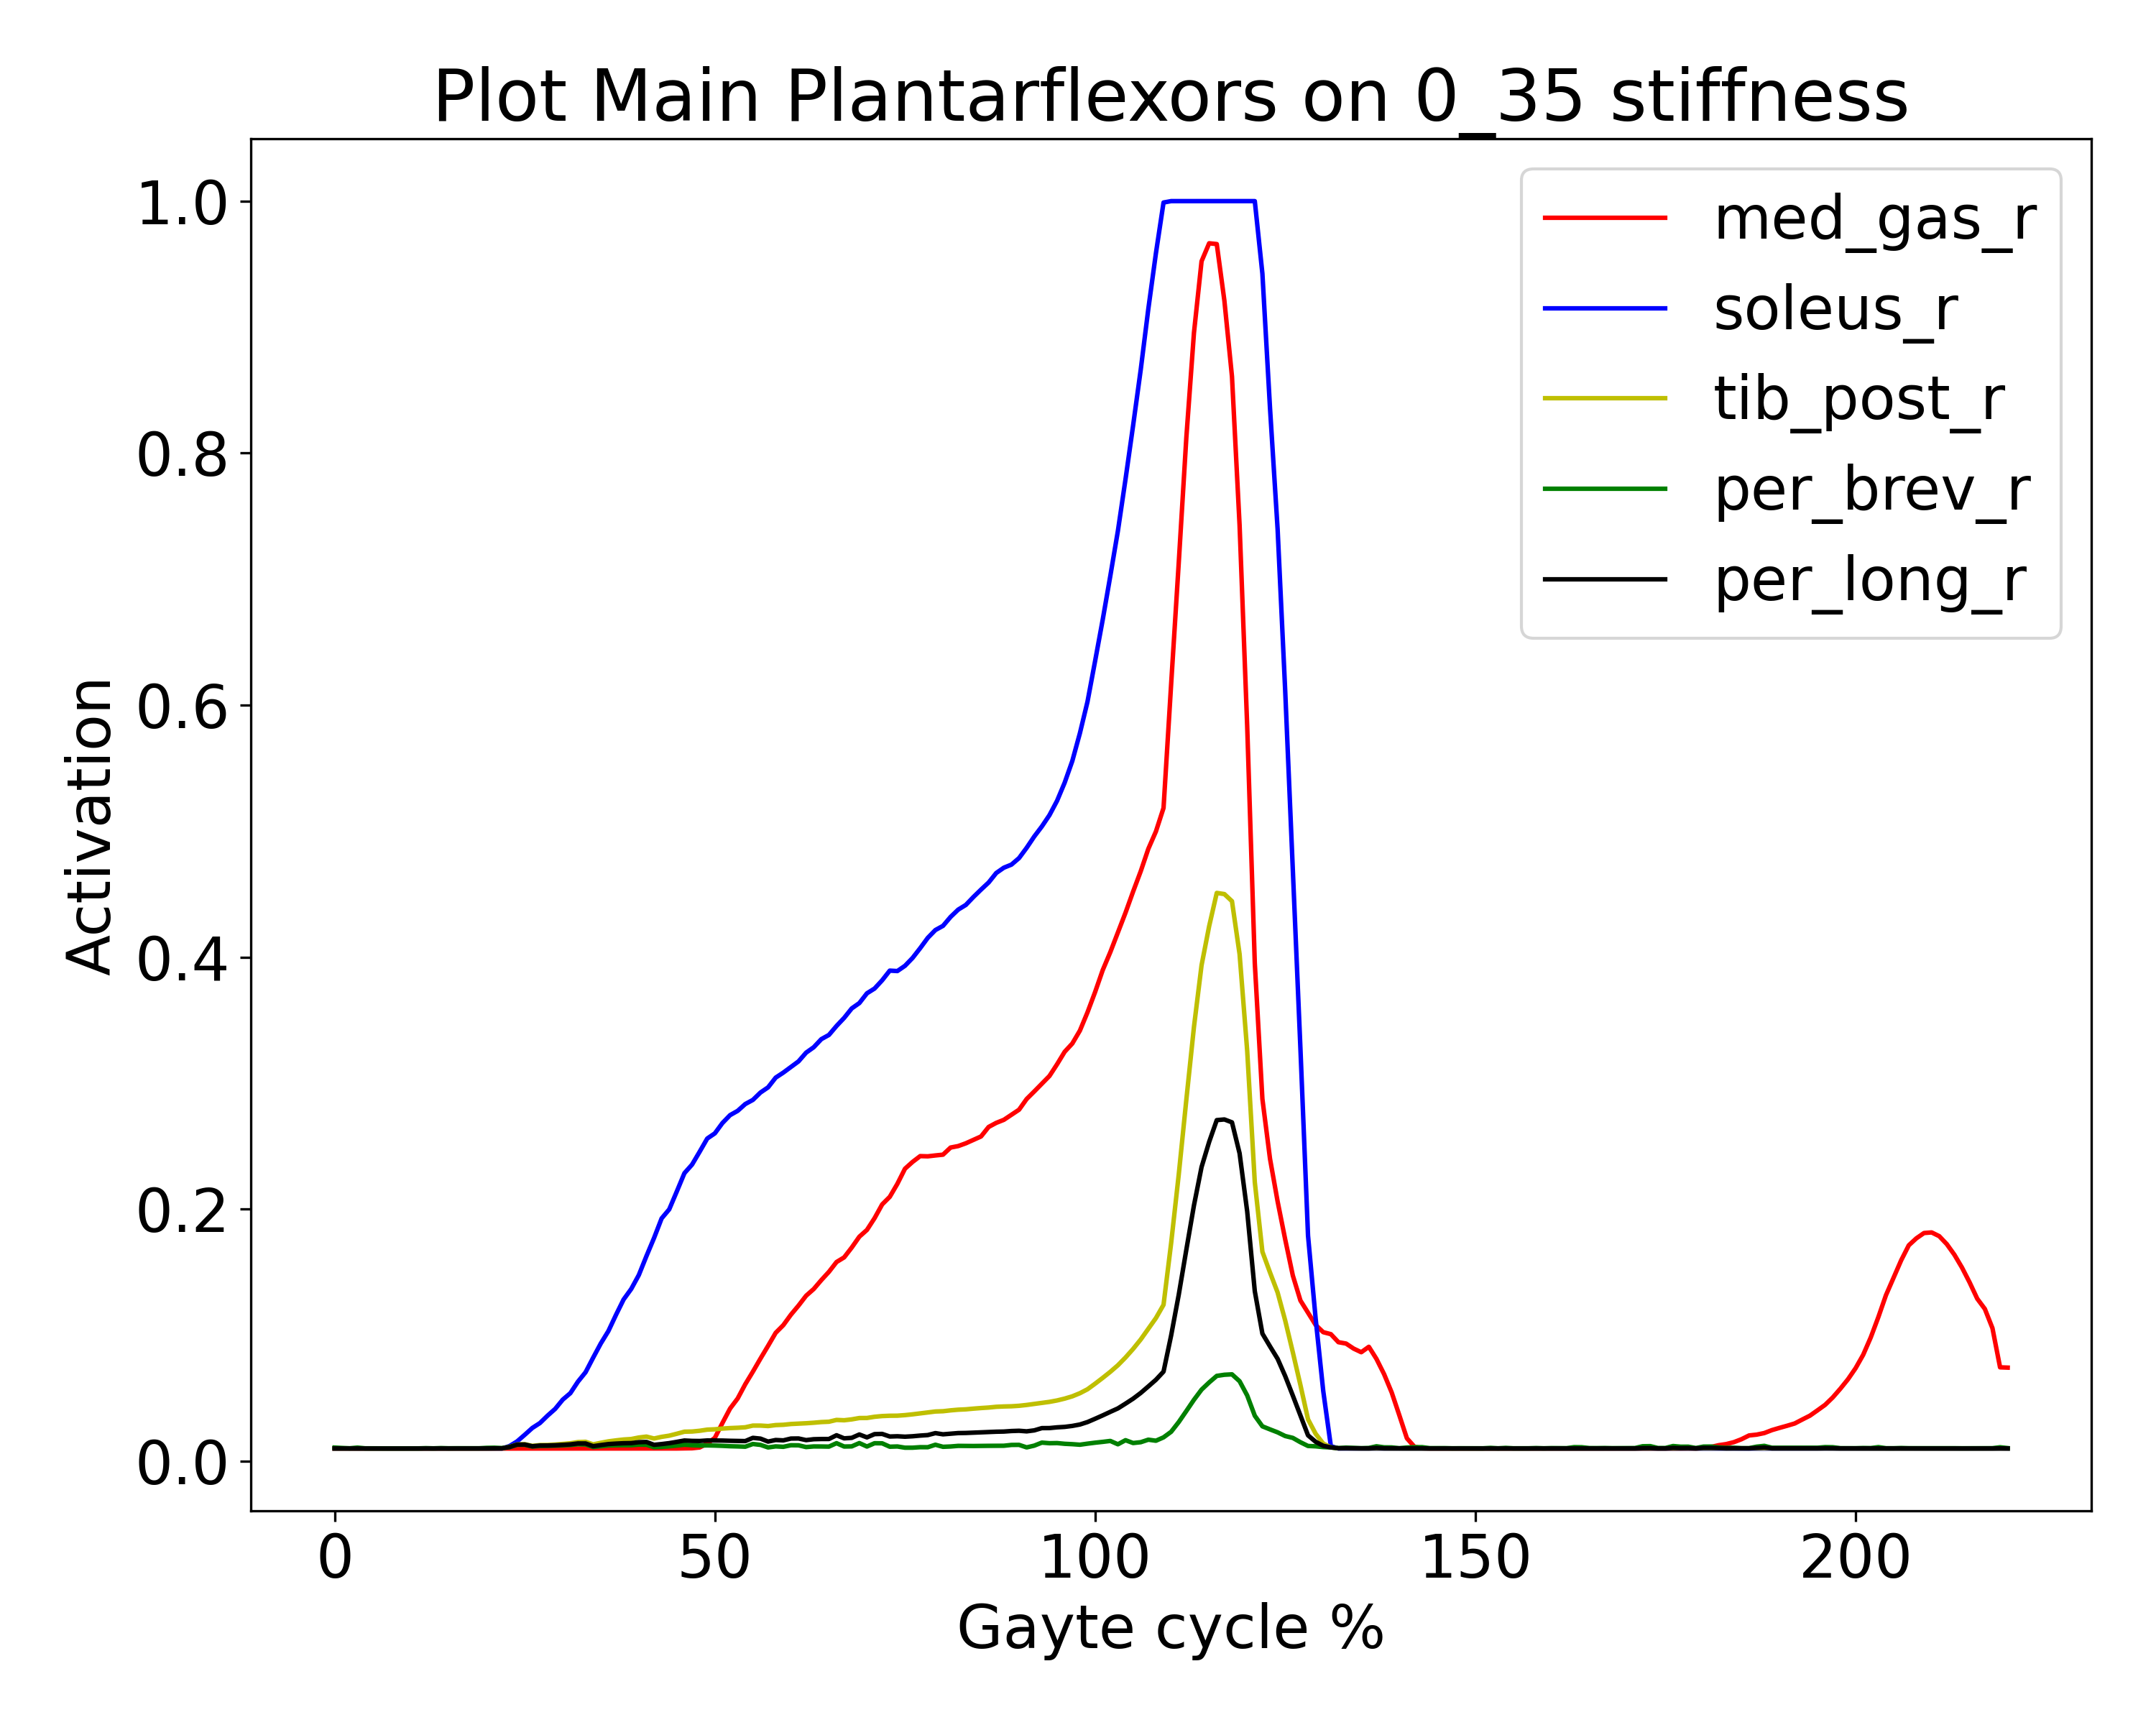 Plot Main Plantarflexors on 0_35 stiffness
1.0
0.8
0.6
0.4
0.2
0.0
Activation
med_gas_r
soleus_r
tib_post_r
per_brev_r
per_long_r
0 50 100 150 200
Gayte cycle %